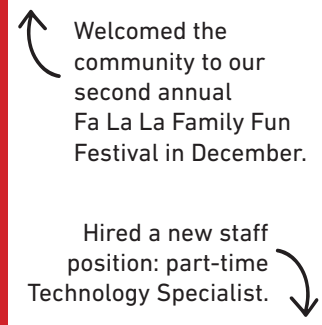 Welcomed the
community to our
second annual
Fa La La Family Fun
Festival in December.
Hired a new staff
position: part-time
Technology Specialist.